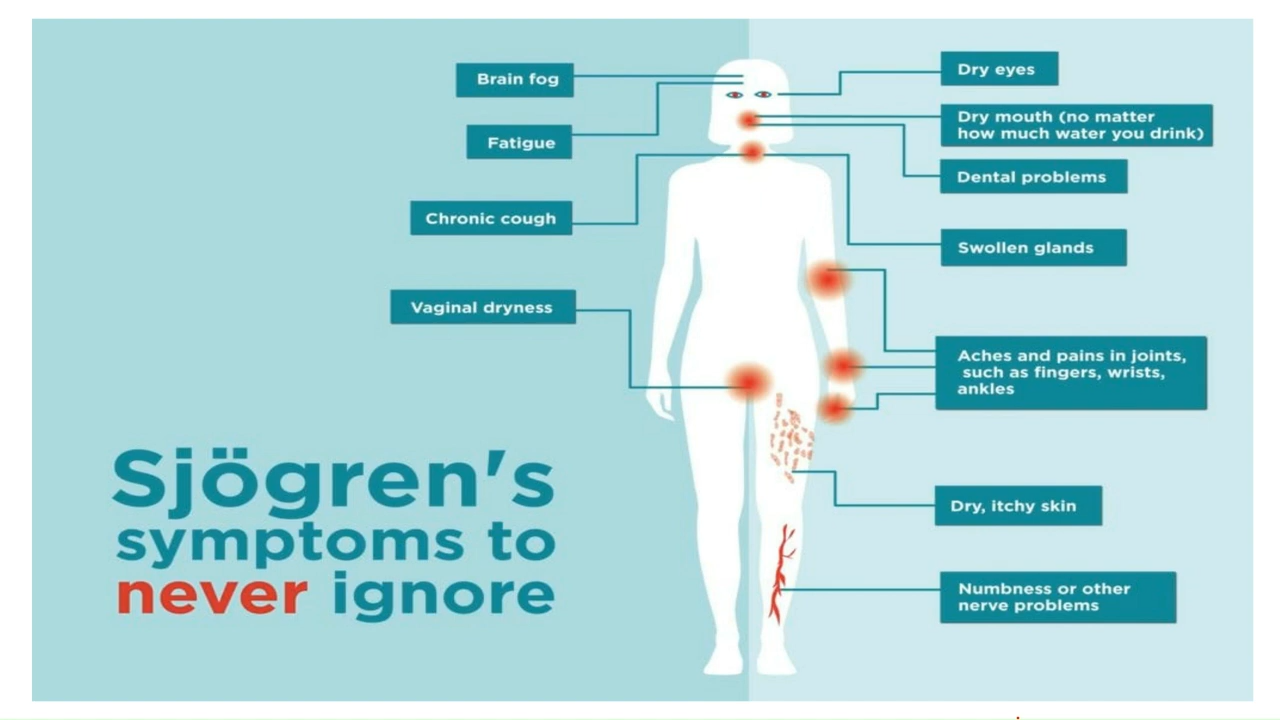 Brain fog
Fatigue
Chronic cough
Vaginal dryness
Sjögren's
symptoms to
never ignore
Dry eyes
Dry mouth (no matter
how much water you drink)
Dental problems
Swollen glands
Aches and pains in joints,
such as fingers, wrists,
ankles
Dry, itchy skin
Numbness or other
nerve problems